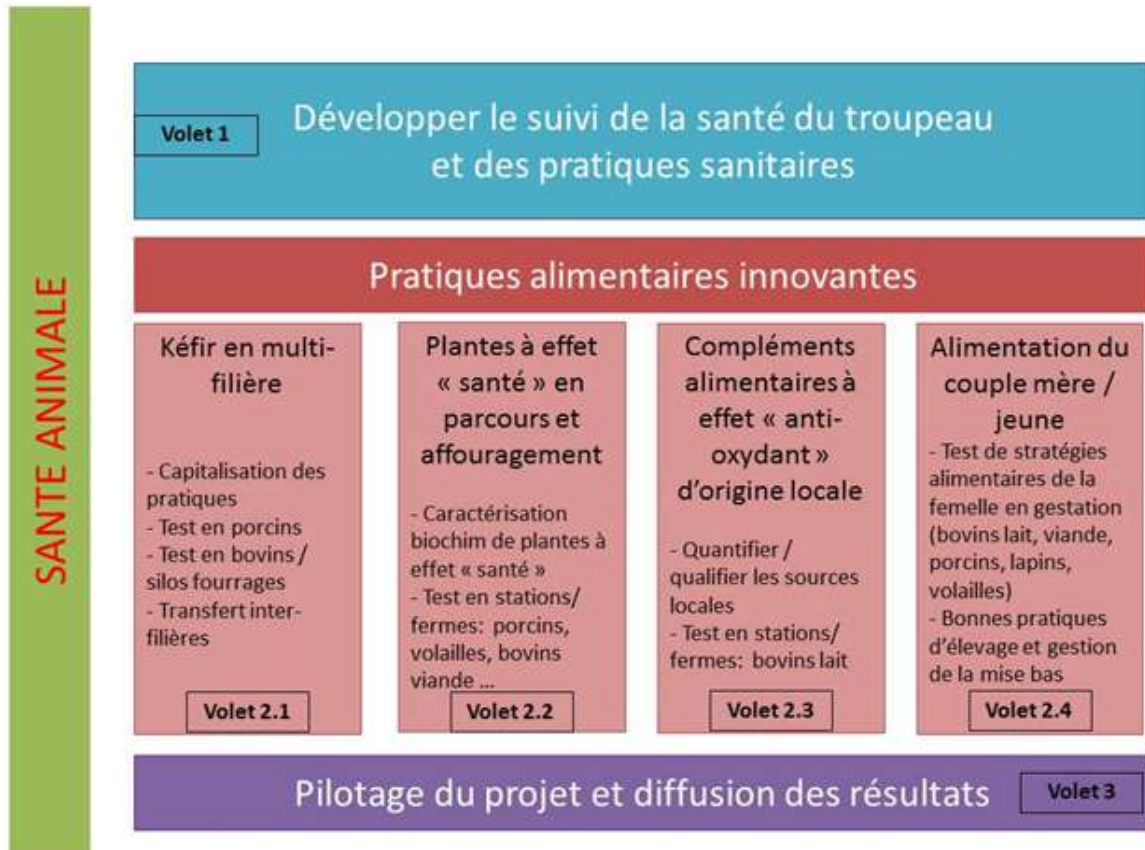 SANTE ANIMALE
Volet 1
Développer le suivi de la santé du troupeau
et des pratiques sanitaires
Pratiques alimentaires innovantes
Kéfir en multi-
filière
- Capitalisation des
pratiques
- Test en porcins
- Test en bovins /
silos fourrages
- Transfert inter-
filières
Volet 2.1
Plantes à effet
« santé » en
parcours et
affouragement
- Caractérisation
biochim de plantes à
effet « santé »
- Test en stations/
fermes: porcins,
volailles, bovins
viande ...
Volet 2.2
Compléments
alimentaires à
effet « anti-
oxydant »
d'origine locale
- Quantifier /
qualifier les sources
locales
- Test en stations/
fermes: bovins lait
Volet 2.3
Alimentation du
couple mère /
jeune
- Test de stratégies
alimentaires de la
femelle en gestation
(bovins lait, viande,
porcins, lapins,
volailles)
- Bonnes pratiques
d'élevage et gestion
de la mise bas
Volet 2.4
Pilotage du projet et diffusion des résultats
Volet 3